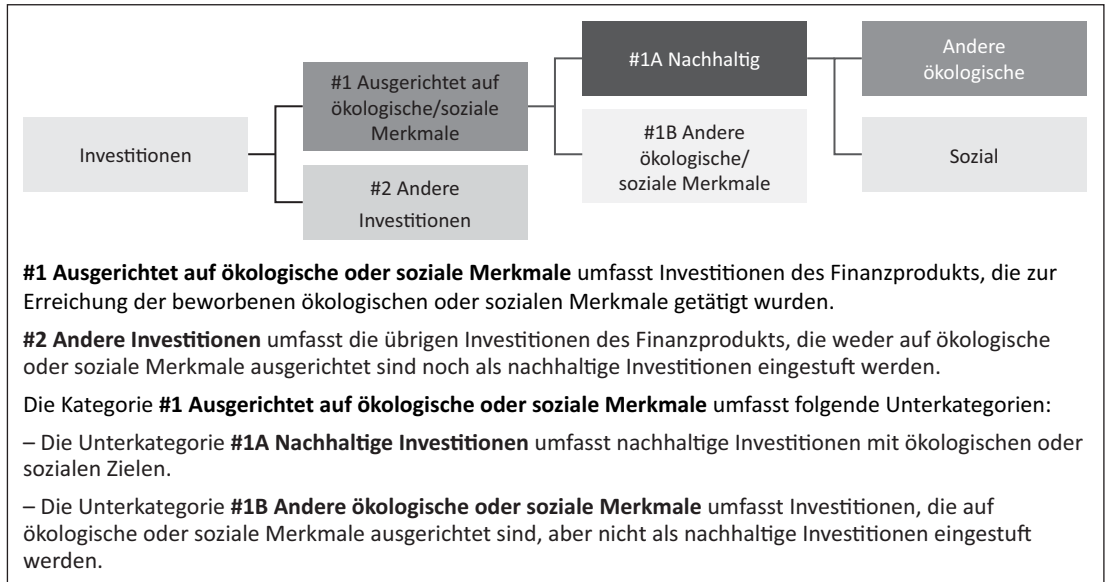 Investitionen
#1 Ausgerichtet auf
ökologische/soziale
Merkmale
#2 Andere
Investitionen
#1A Nachhaltig
#1B Andere
ökologische/
soziale Merkmale
Andere
ökologische
Sozial
#1 Ausgerichtet auf ökologische oder soziale Merkmale umfasst Investitionen des Finanzprodukts, die zur
Erreichung der beworbenen ökologischen oder sozialen Merkmale getätigt wurden.
#2 Andere Investitionen umfasst die übrigen Investitionen des Finanzprodukts, die weder auf ökologische
oder soziale Merkmale ausgerichtet sind noch als nachhaltige Investitionen eingestuft werden.
Die Kategorie #1 Ausgerichtet auf ökologische oder soziale Merkmale umfasst folgende Unterkategorien:
– Die Unterkategorie #1A Nachhaltige Investitionen umfasst nachhaltige Investitionen mit ökologischen oder
sozialen Zielen.
– Die Unterkategorie #1B Andere ökologische oder soziale Merkmale umfasst Investitionen, die auf
ökologische oder soziale Merkmale ausgerichtet sind, aber nicht als nachhaltige Investitionen eingestuft
werden.